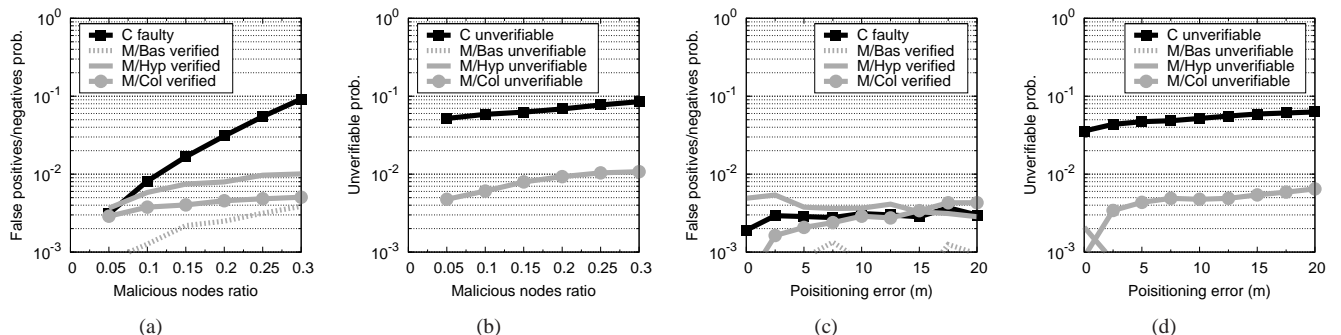 False positives/negatives prob.
10^0
10^-1
10^-2
10^-3
C faulty
M/Bas verified
M/Hyp verified
M/Col verified
0 0.05 0.1 0.15 0.2 0.25 0.3
Malicious nodes ratio
(a)
Unverifiable prob.
10^0
10^-1
10^-2
10^-3
C unverifiable
M/Bas unverifiable
M/Hyp unverifiable
M/Col unverifiable
0 0.05 0.1 0.15 0.2 0.25 0.3
Malicious nodes ratio
(b)
False positives/negatives prob.
10^0
10^-1
10^-2
10^-3
C faulty
M/Bas verified
M/Hyp verified
M/Col verified
0 5 10 15 20
Poisitioning error (m)
(c)
Unverifiable prob.
10^0
10^-1
10^-2
10^-3
C unverifiable
M/Bas unverifiable
M/Hyp unverifiable
M/Col unverifiable
0 5 10 15 20
Poisitioning error (m)
(d)